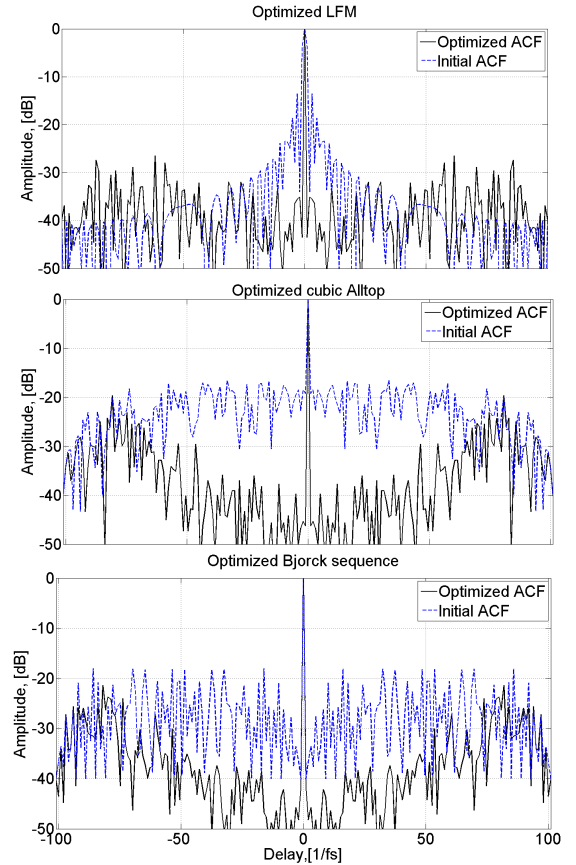 Optimized LFM
0
-10
-20
-30
-40
-50
Amplitude, [dB]
Optimized ACF
Initial ACF
Optimized cubic Alltop
0
-10
-20
-30
-40
-50
Amplitude, [dB]
Optimized ACF
Initial ACF
Optimized Bjorck sequence
0
-10
-20
-30
-40
-50
Amplitude, [dB]
Optimized ACF
Initial ACF
-100
-50
0
50
100
Delay,[1/fs]